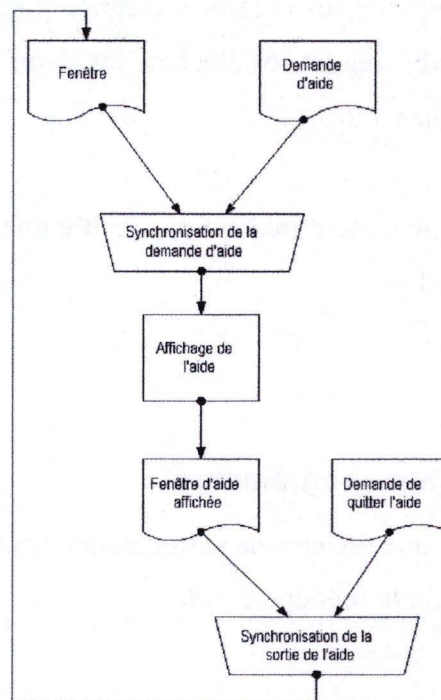 Fenêtre
Demande
d'aide
Synchronisation de la
demande d'aide
Affichage de
l'aide
Fenêtre d'aide
affichée
Demande de
quitter l'aide
Synchronisation de la
sortie de l'aide